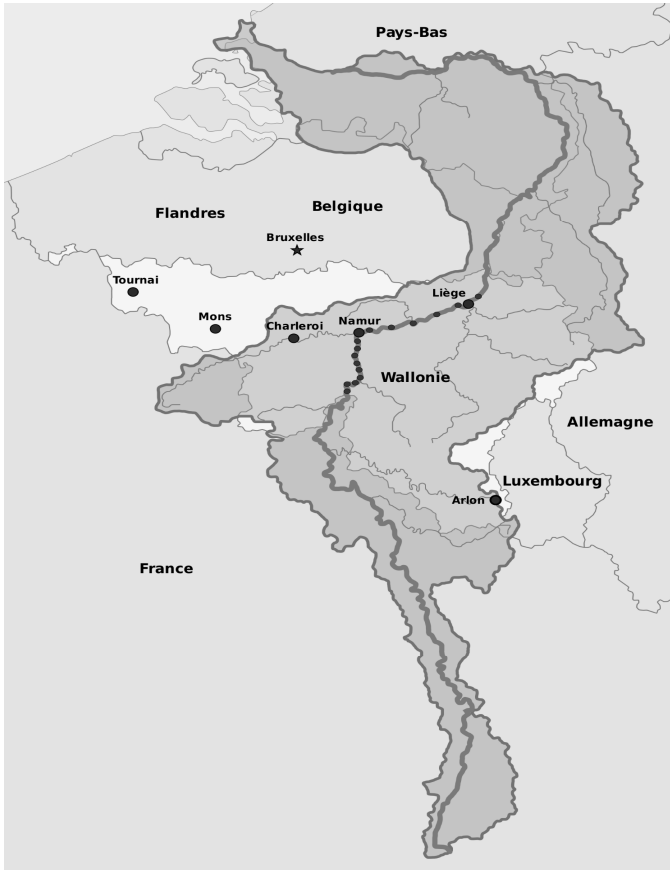 Pays-Bas
Flandres
Belgique
Bruxelles
Tournai
Liège
Mons
Charleroi
Namur
Wallonie
Allemagne
Luxembourg
Arlon
France